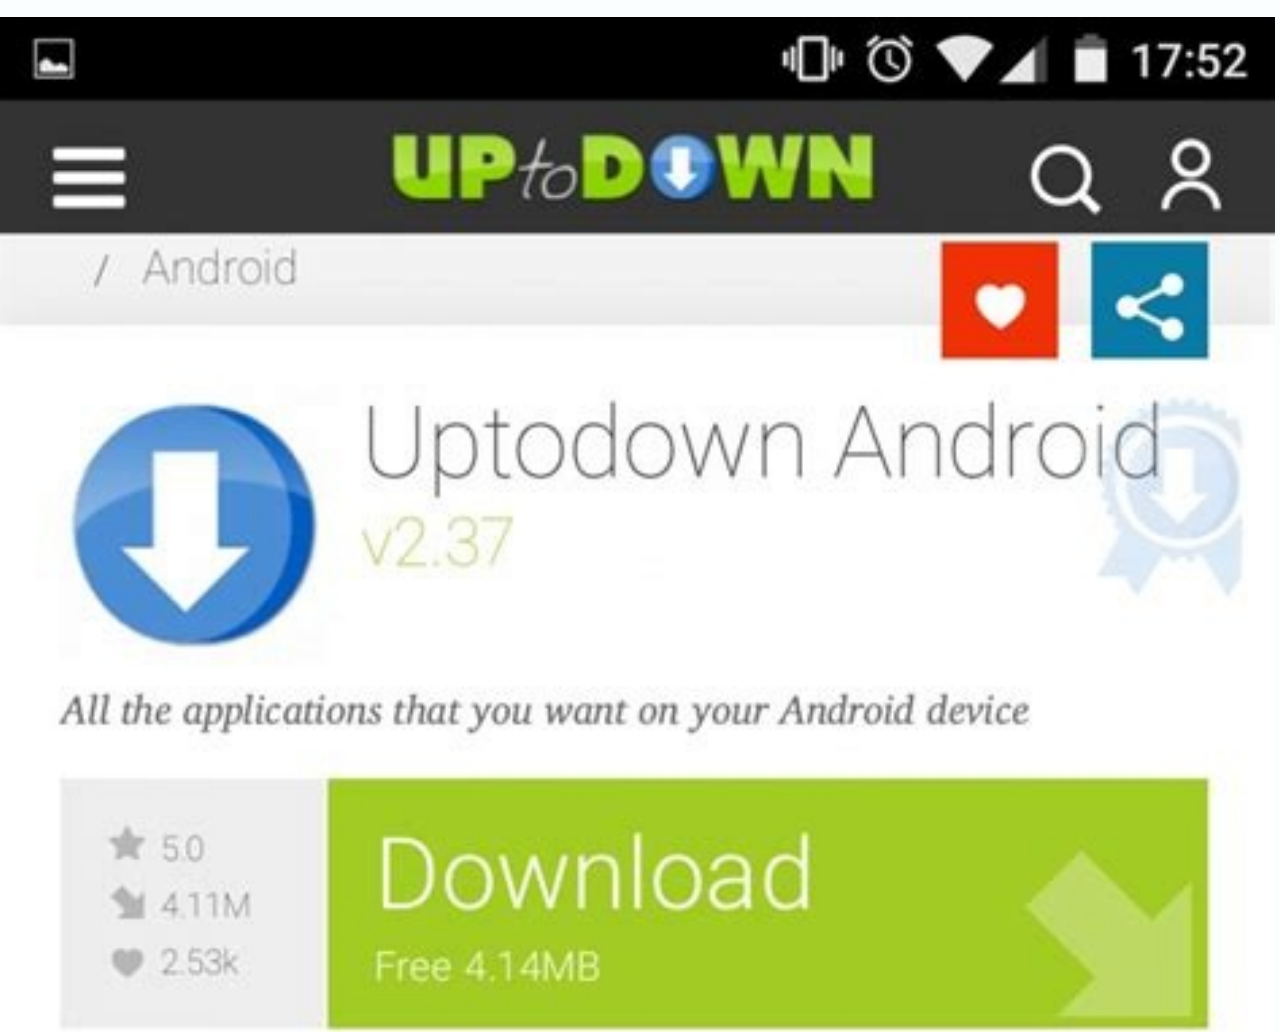 17:52
UPtoDOWN
/ Android
Uptodown Android
v2.37
All the applications that you want on your Android device
5.0
4.11M
2.53k
Download
Free 4.14MB